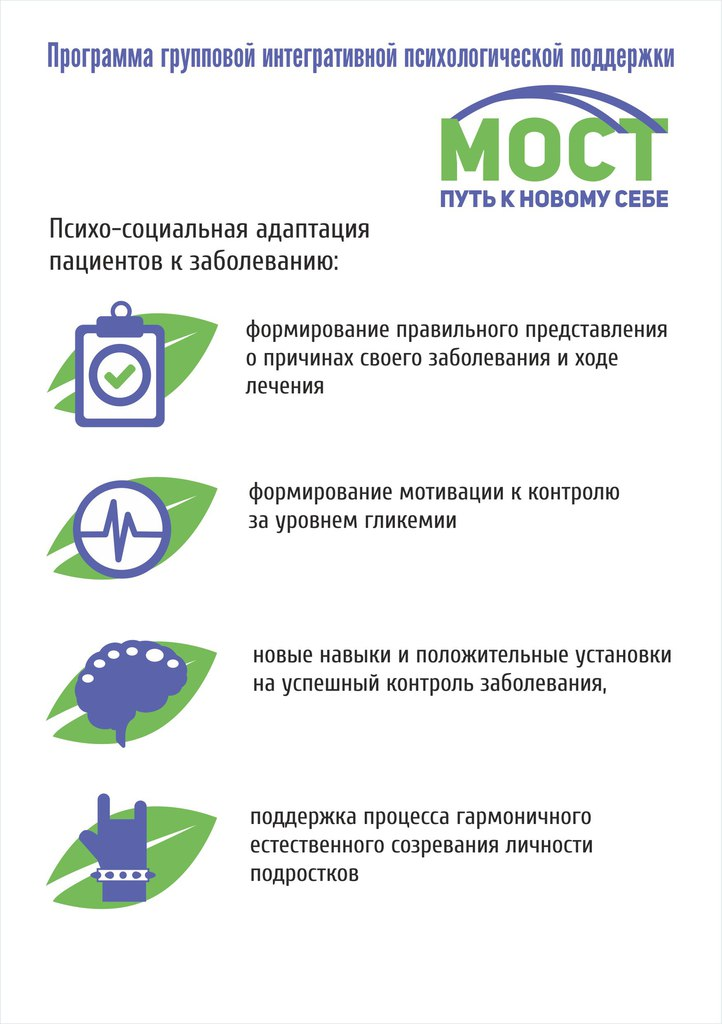 Программа групповой интегративной психологической поддержки
МОСТ
ПУТЬ К НОВОМУ СЕБЕ
Психо-социальная адаптация
пациентов к заболеванию:
формирование правильного представления
о причинах своего заболевания и ходе
лечения
формирование мотивации к контролю
за уровнем гликемии
новые навыки и положительные установки
на успешный контроль заболевания,
поддержка процесса гармоничного
естественного созревания личности
подростков